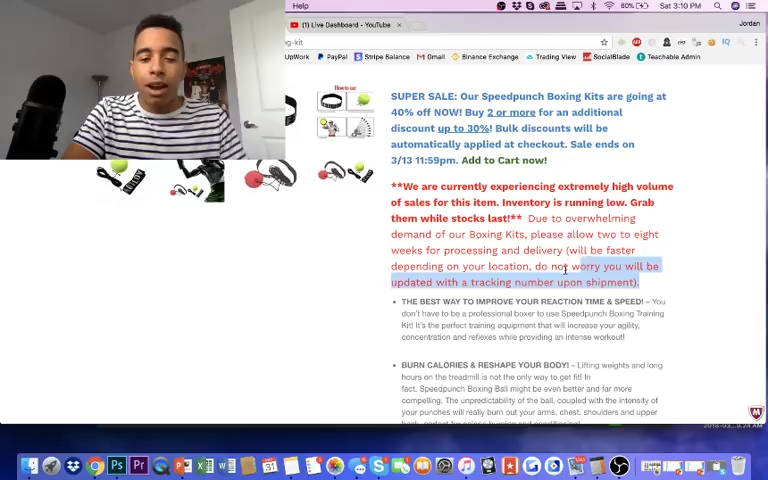 Help
60%
Sat 3:10 PM
(1) Live Dashboard - YouTube
Jordan
ng-kit
UpWork
PayPal
Stripe Balance
Gmail
Binance Exchange
Trading View
SocialBlade
Teachable Admin
How to use
SUPER SALE: Our Speedpunch Boxing Kits are going at
40% off NOW! Buy 2 or more for an additional
discount up to 30%! Bulk discounts will be
automatically applied at checkout. Sale ends on
3/13 11:59pm. Add to Cart now!
**We are currently experiencing extremely high volume
of sales for this item. Inventory is running low. Grab
them while stocks last!** Due to overwhelming
demand of our Boxing Kits, please allow two to eight
weeks for processing and delivery (will be faster
depending on your location, do not worry you will be
updated with a tracking number upon shipment).
• THE BEST WAY TO IMPROVE YOUR REACTION TIME & SPEED! – You
don't have to be a professional boxer to use Speedpunch Boxing Training
Kit! It's the perfect training equipment that will increase your agility,
concentration and reflexes while providing an intense workout!
• BURN CALORIES & RESHAPE YOUR BODY! – Lifting weights and long
hours on the treadmill is not the only way to get fit! In
fact. Speedpunch Boxing Ball might be even better and far more
compelling. The unpredictability of the ball, coupled with the intensity of
your punches will really burn out your arms, chest, shoulders and upper